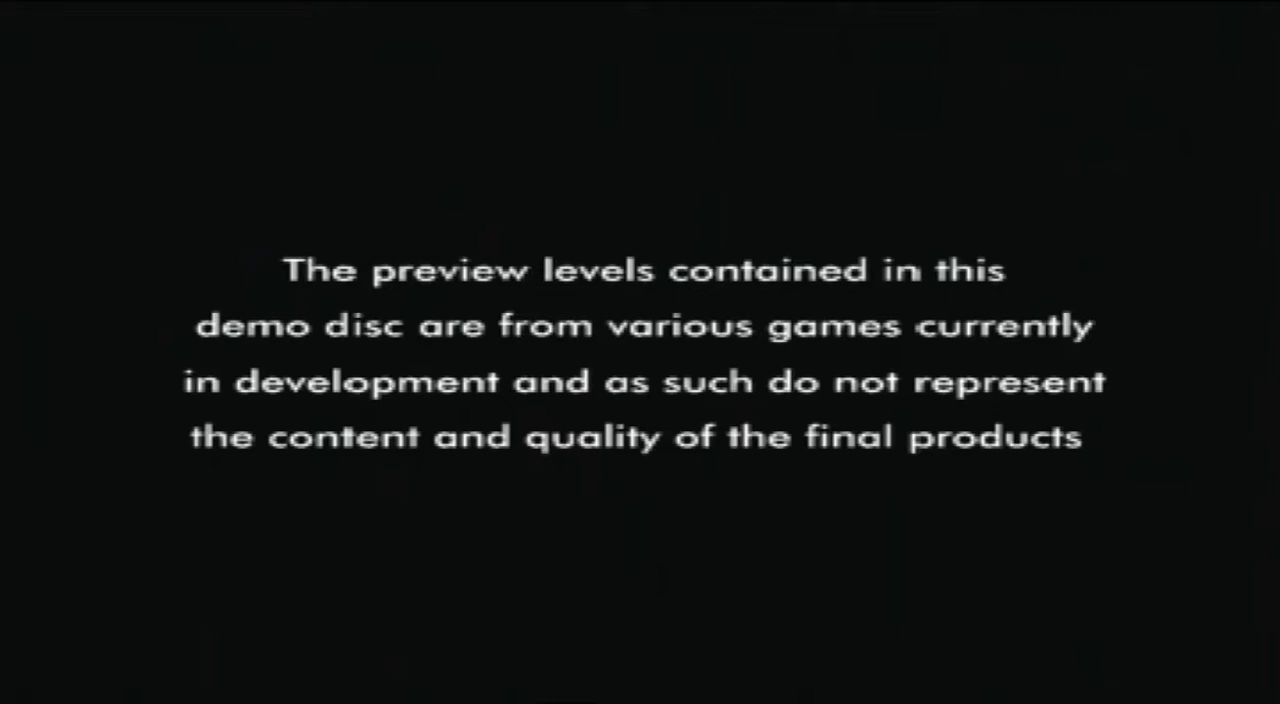 The preview levels contained in this
demo disc are from various games currently
in development and as such do not represent
the content and quality of the final products